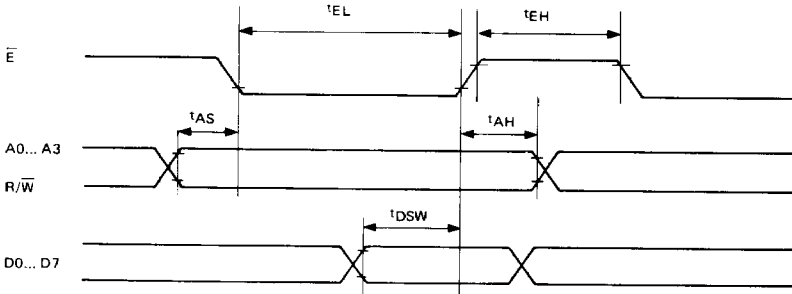 tEL
tEH
E̅
tAS
tAH
A0... A3
R/W̅
tDSW
D0... D7